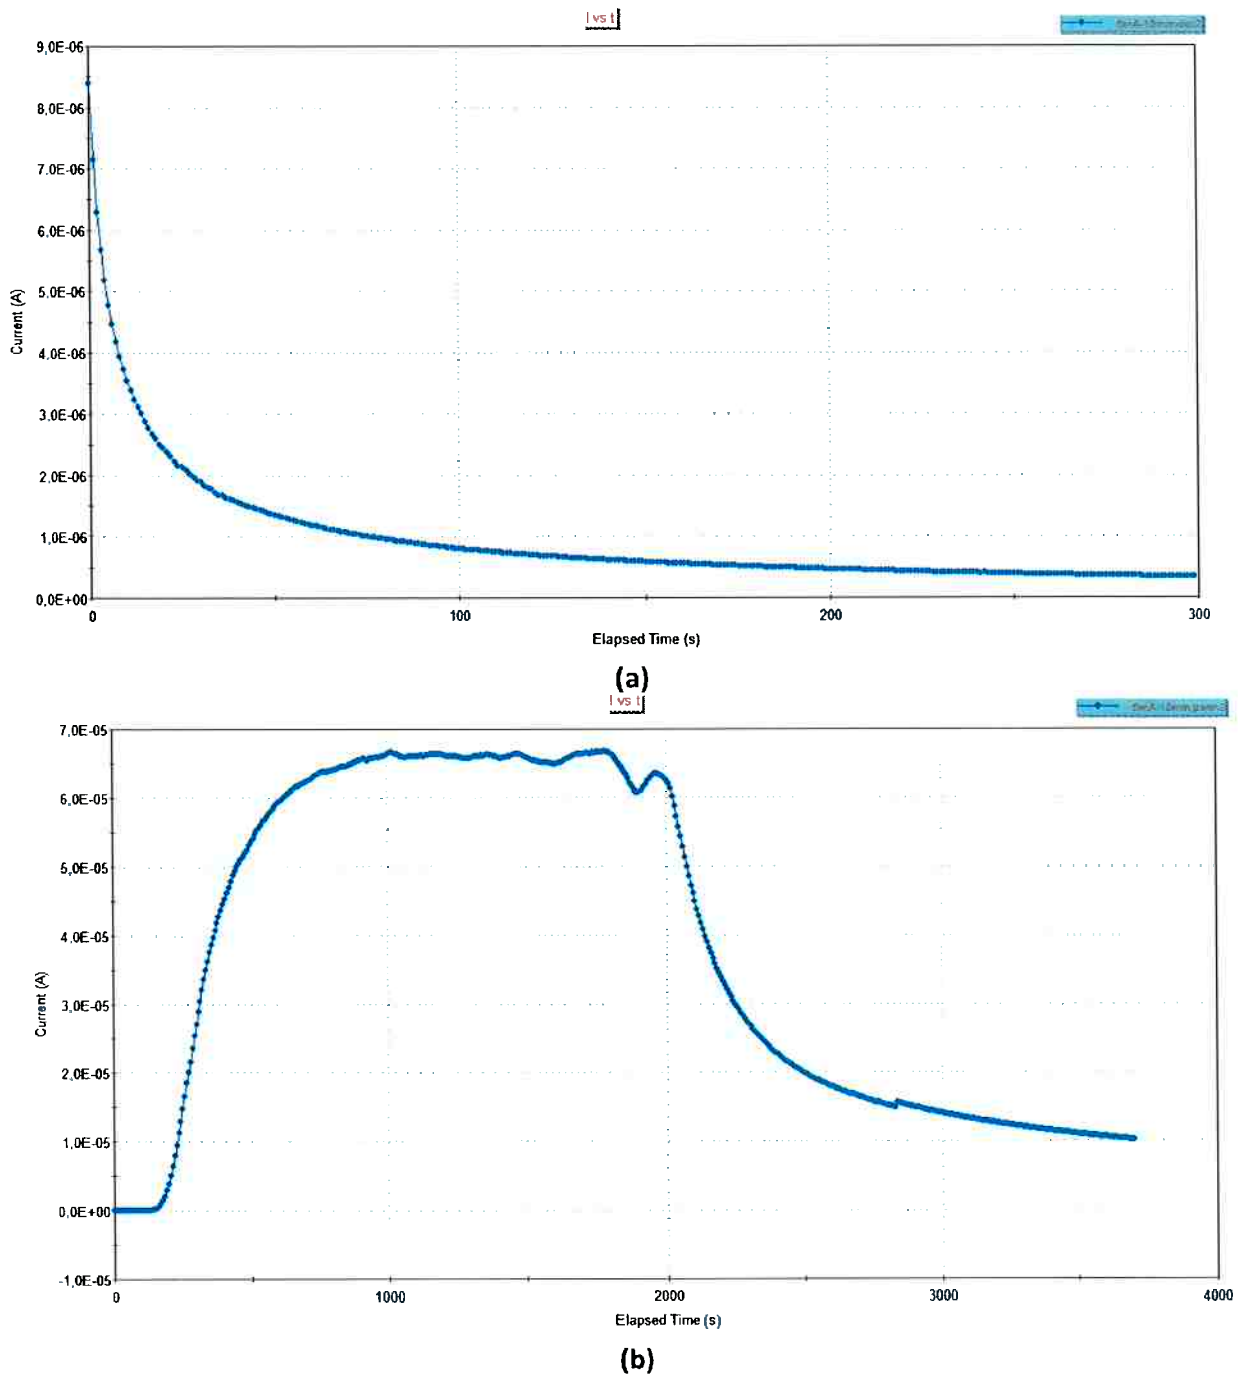 I vs t
9,0E-06
8,0E-06
7,0E-06
6,0E-06
5,0E-06
4,0E-06
3,0E-06
2,0E-06
1,0E-06
0,0E+00
Current (A)
0 100 200 300
Elapsed Time (s)
(a)
I vs t
7,0E-05
6,0E-05
5,0E-05
4,0E-05
3,0E-05
2,0E-05
1,0E-05
0,0E+00
-1,0E-05
Current (A)
0 1000 2000 3000 4000
Elapsed Time (s)
(b)